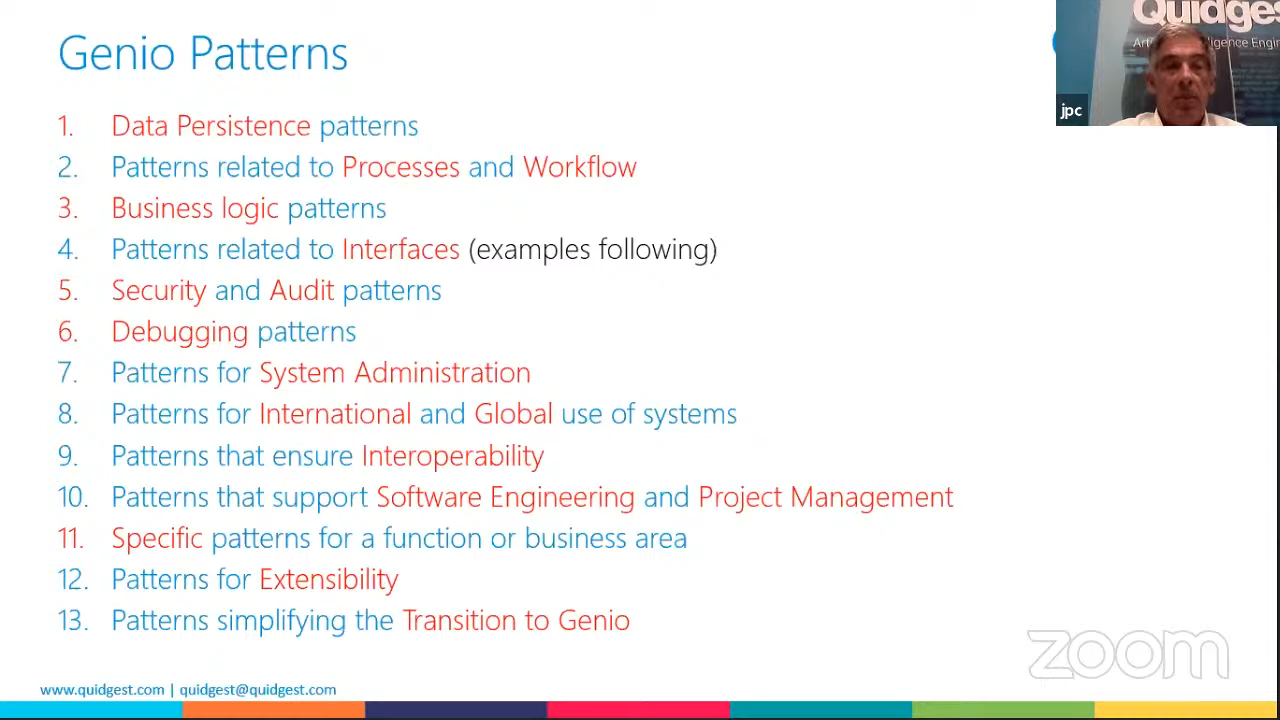 Genio Patterns
Quidgest
jpc
1. Data Persistence patterns
2. Patterns related to Processes and Workflow
3. Business logic patterns
4. Patterns related to Interfaces (examples following)
5. Security and Audit patterns
6. Debugging patterns
7. Patterns for System Administration
8. Patterns for International and Global use of systems
9. Patterns that ensure Interoperability
10. Patterns that support Software Engineering and Project Management
11. Specific patterns for a function or business area
12. Patterns for Extensibility
13. Patterns simplifying the Transition to Genio
zoom
www.quidgest.com | quidgest@quidgest.com